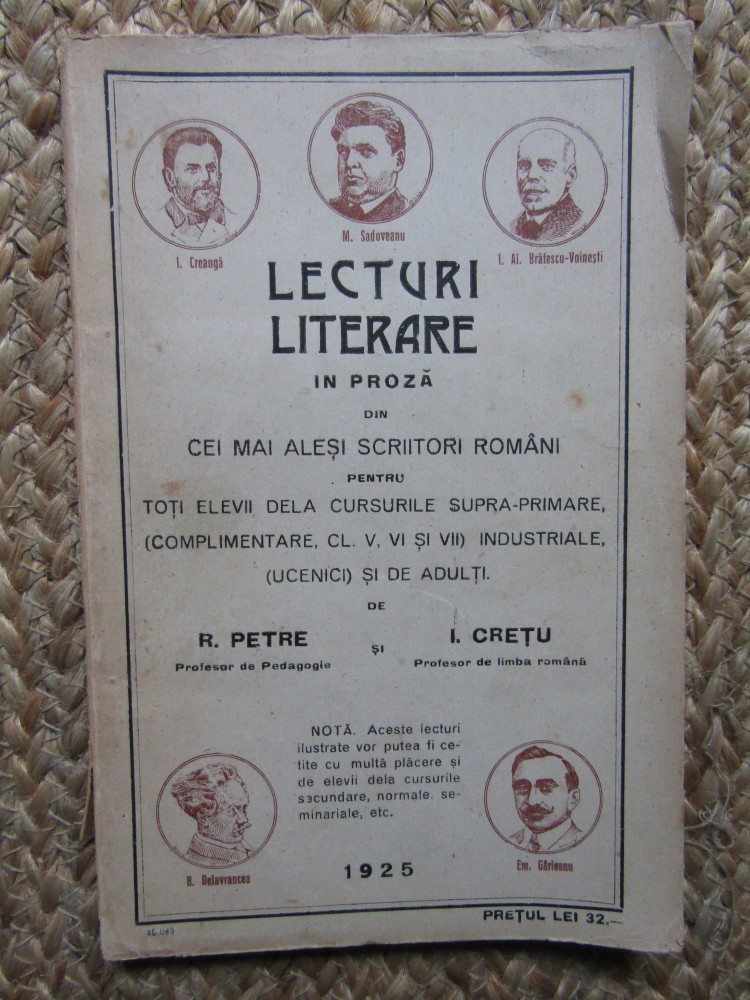 M. Sadoveanu
I. Creangă
I. Al. Brătescu-Voinești
LECTURI
LITERARE
IN PROZĂ
DIN
CEI MAI ALEȘI SCRIITORI ROMÂNI
PENTRU
TOȚI ELEVII DELA CURSURILE SUPRA-PRIMARE,
(COMPLIMENTARE, CL. V, VI ȘI VII) INDUSTRIALE,
(UCENICI) ȘI DE ADULȚI.
DE
R. PETRE
Profesor de Pedagogie
ȘI
I. CREȚU
Profesor de limba română
NOTĂ. Aceste lecturi
ilustrate vor putea fi ce-
tite cu multă plăcere și
de elevii dela cursurile
secundare, normale, se-
minariale, etc.
B. Delavrancea
Em. Gârleanu
1925
PREȚUL LEI 32.—